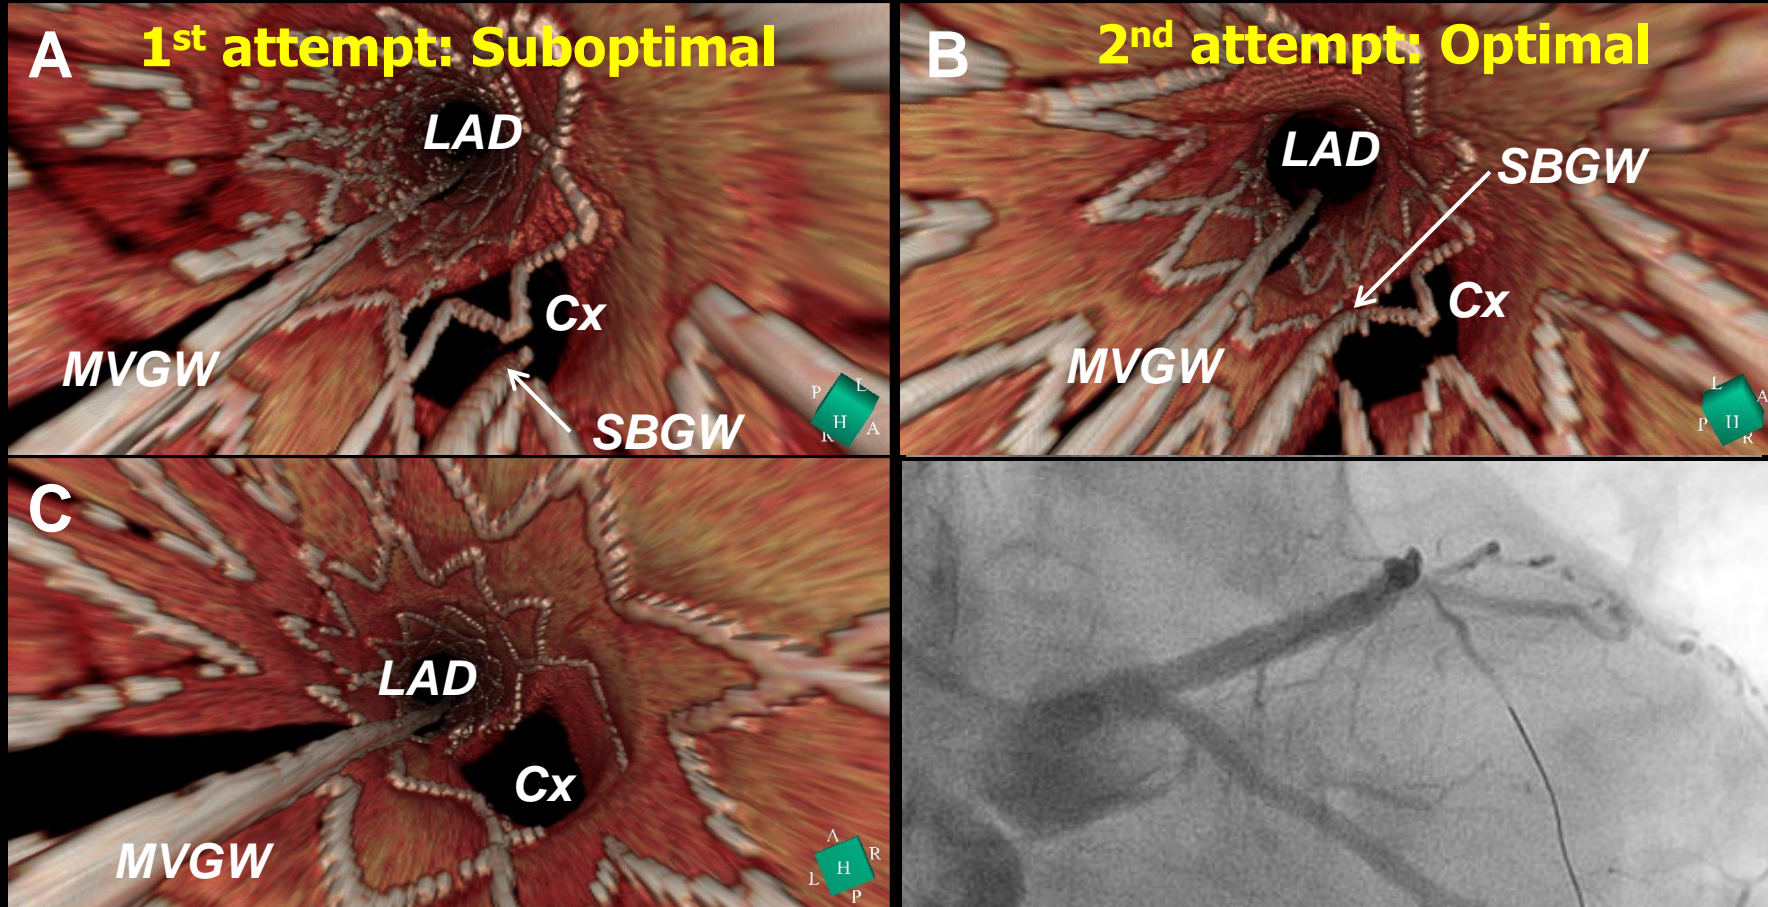 A
1st attempt: Suboptimal
LAD
Cx
MVGW
SBGW
P L
H
R A
B
2nd attempt: Optimal
LAD
SBGW
Cx
MVGW
L A
P H
R
C
LAD
Cx
MVGW
A
R
H
L
P